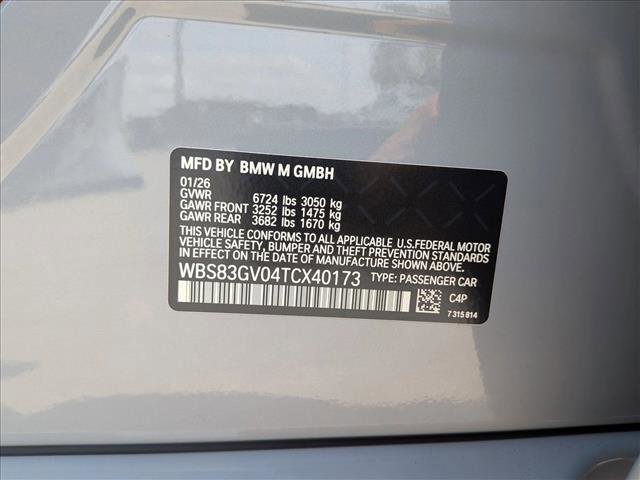 MFD BY BMW M GMBH
01/26
GVWR 6724 lbs 3050 kg
GAWR FRONT 3252 lbs 1475 kg
GAWR REAR 3682 lbs 1670 kg
THIS VEHICLE CONFORMS TO ALL APPLICABLE U.S.FEDERAL MOTOR
VEHICLE SAFETY, BUMPER AND THEFT PREVENTION STANDARDS
IN EFFECT ON THE DATE OF MANUFACTURE SHOWN ABOVE.
WBS83GV04TCX40173 TYPE: PASSENGER CAR
C4P
7 315 814